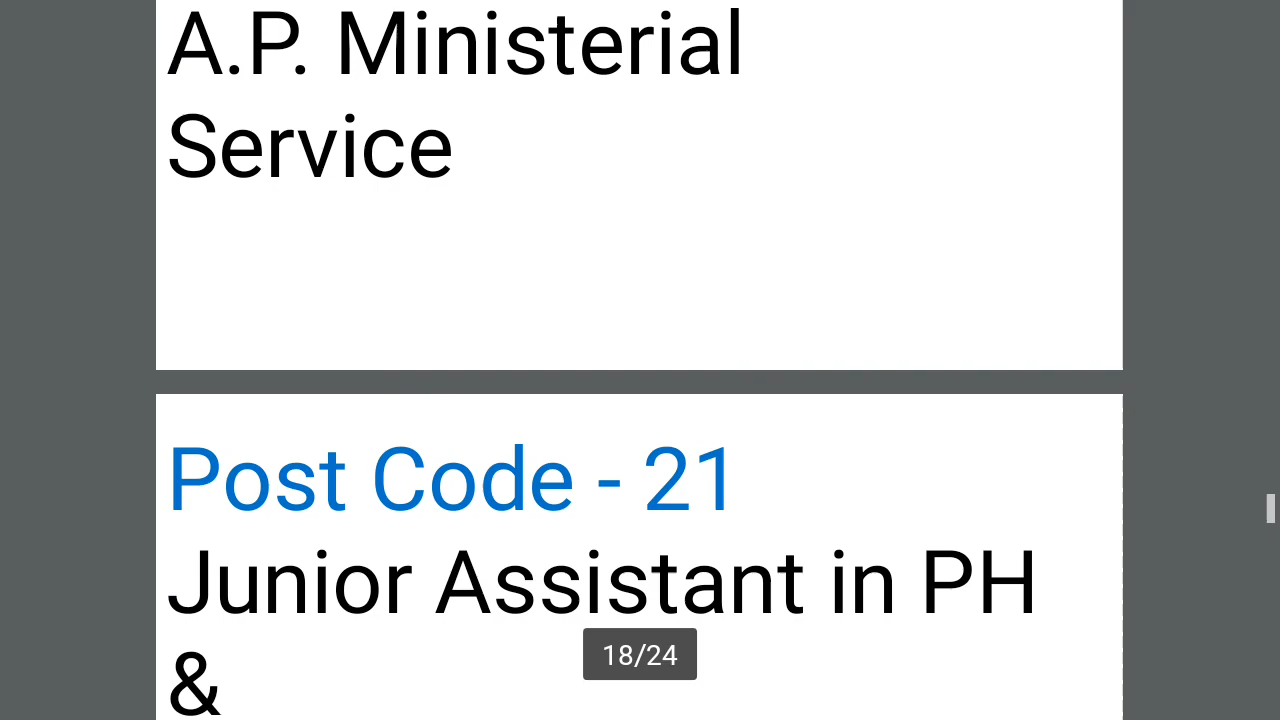 A.P. Ministerial
Service
Post Code - 21
Junior Assistant in PH
&
18/24